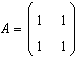 A = ( 1 1
1 1 )